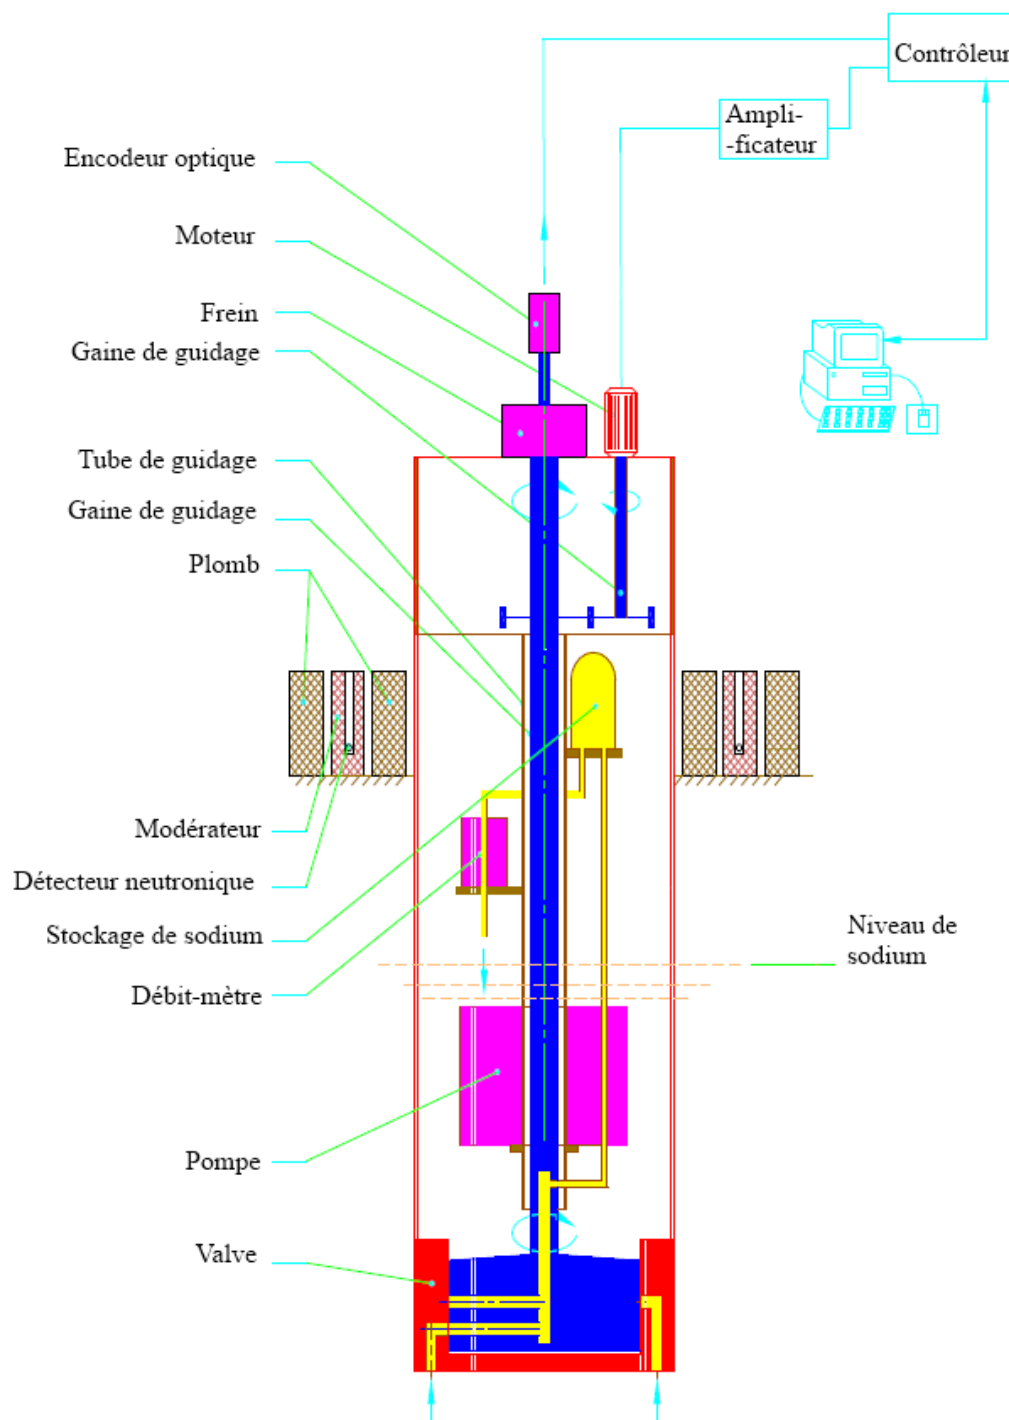 Contrôleur
Ampli-
-ficateur
Encodeur optique
Moteur
Frein
Gaine de guidage
Tube de guidage
Gaine de guidage
Plomb
Modérateur
Détecteur neutronique
Stockage de sodium
Niveau de
sodium
Débit-mètre
Pompe
Valve